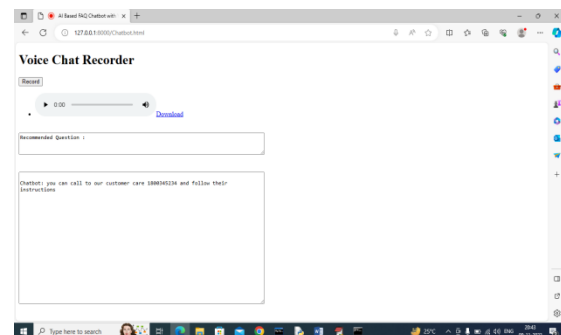 AI Based FAQ Chatbot with
127.0.0.1:8000/Chatbot.html
Voice Chat Recorder
Record
0:00
Download
Recommended Question :
Chatbot: you can call to our customer care 1800345234 and follow their
instructions
Type here to search
25°C
ENG
20:43